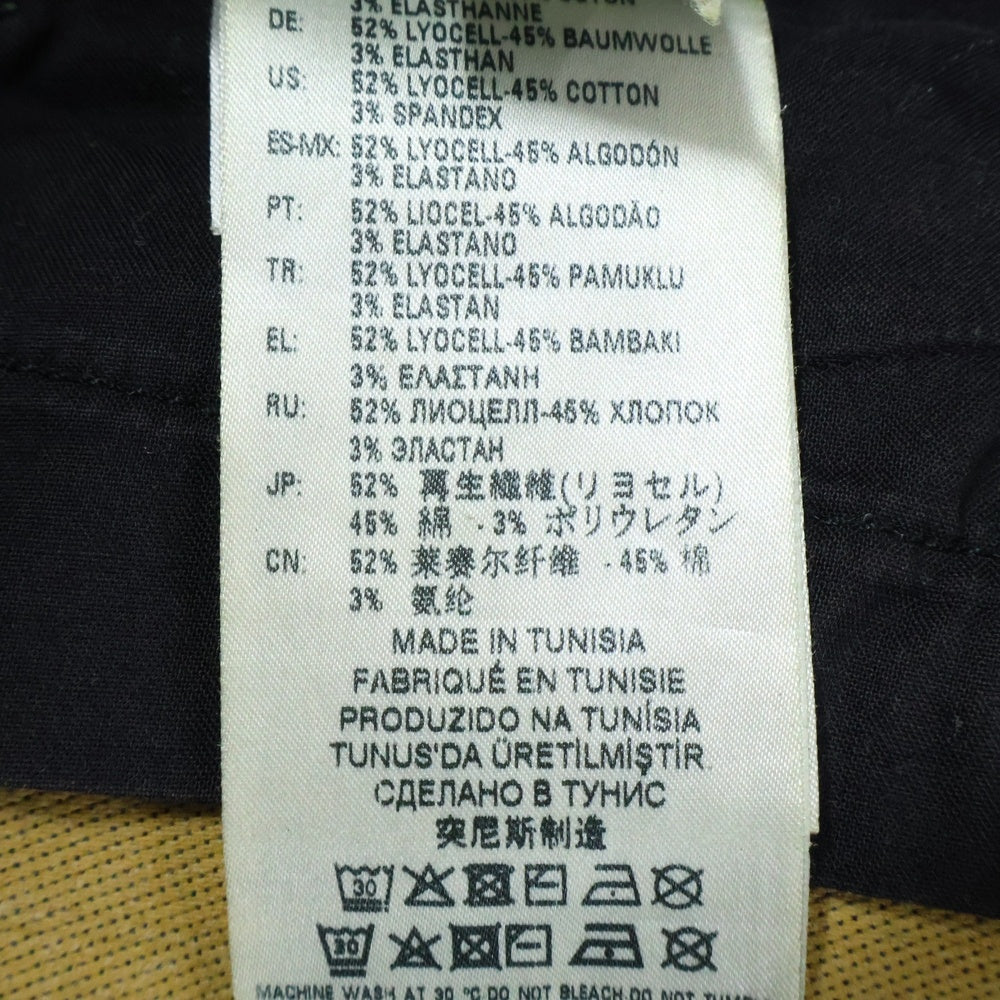 3% ELASTHANNE
DE: 52% LYOCELL-45% BAUMWOLLE
3% ELASTHAN
US: 52% LYOCELL-45% COTTON
3% SPANDEX
ES-MX: 52% LYOCELL-45% ALGODÓN
3% ELASTANO
PT: 52% LIOCEL-45% ALGODÃO
3% ELASTANO
TR: 52% LYOCELL-45% PAMUKLU
3% ELASTAN
EL: 52% LYOCELL-45% BAMBAKI
3% ΕΛΑΣΤΑΝΗ
RU: 52% ЛИОЦЕЛЛ-45% ХЛОПОК
3% ЭЛАСТАН
JP: 52% 再生繊維(リヨセル)
45% 綿 · 3% ポリウレタン
CN: 52% 莱赛尔纤维 · 45% 棉
3% 氨纶
MADE IN TUNISIA
FABRIQUÉ EN TUNISIE
PRODUZIDO NA TUNÍSIA
TUNUS'DA ÜRETİLMİŞTİR
СДЕЛАНО В ТУНИС
突尼斯制造
30
30
MACHINE WASH AT 30 °C DO NOT BLEACH DO NOT TUMB